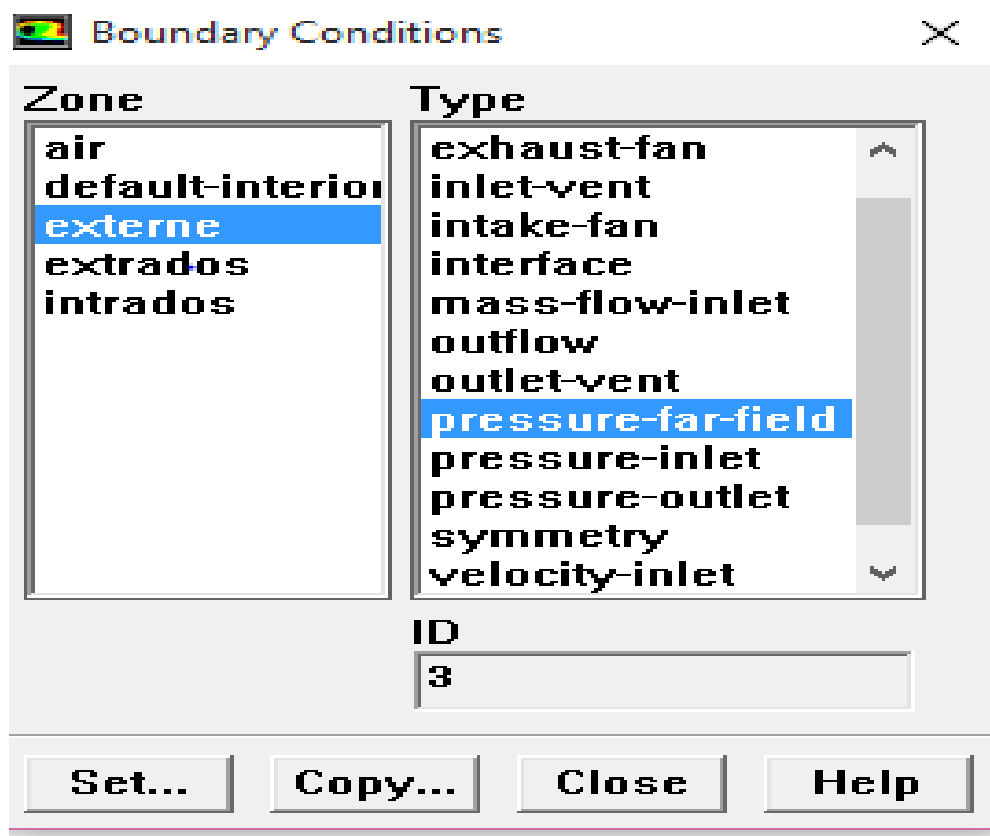 Boundary Conditions
Zone
air
default-interior
externe
extrados
intrados
Type
exhaust-fan
inlet-vent
intake-fan
interface
mass-flow-inlet
outflow
outlet-vent
pressure-far-field
pressure-inlet
pressure-outlet
symmetry
velocity-inlet
ID
3
Set...
Copy...
Close
Help